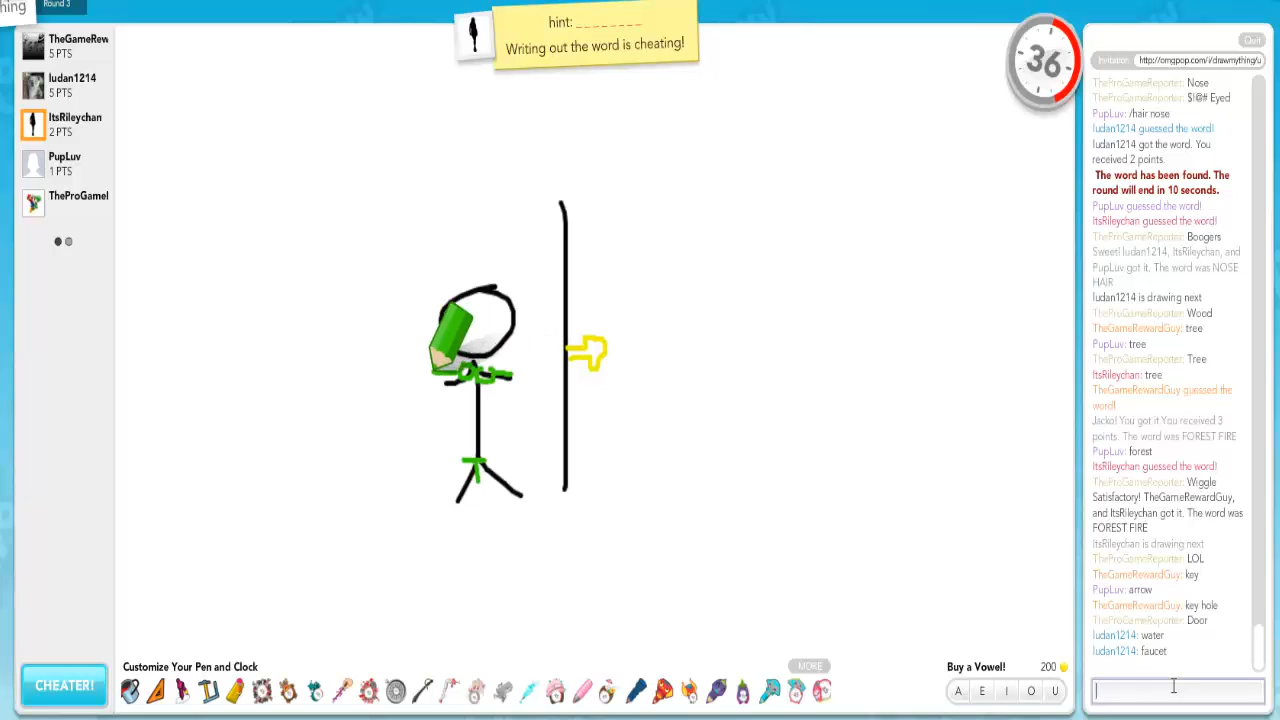 hing
Round 3
hint: _ _ _ _ _ _ _ _
Writing out the word is cheating!
36
TheGameRew
5 PTS
ludan1214
5 PTS
ItsRileychan
2 PTS
PupLuv
1 PTS
TheProGameI
Quit
Invitation http://omgpop.com/i/drawmything/u
TheProGameReporter: Nose
TheProGameReporter: $!@# Eyed
PupLuv: /hair nose
ludan1214 guessed the word!
ludan1214 got the word. You
received 2 points.
The word has been found. The
round will end in 10 seconds.
PupLuv guessed the word!
ItsRileychan guessed the word!
TheProGameReporter: Boogers
Sweet! ludan1214, ItsRileychan, and
PupLuv got it. The word was NOSE
HAIR
ludan1214 is drawing next
TheProGameReporter: Wood
TheGameRewardGuy: tree
PupLuv: tree
TheProGameReporter: Tree
ItsRileychan: tree
TheGameRewardGuy guessed the
word!
Jacko! You got it.You received 3
points. The word was FOREST FIRE
PupLuv: forest
ItsRileychan guessed the word!
TheProGameReporter: Wiggle
Satisfactory! TheGameRewardGuy,
and ItsRileychan got it. The word was
FOREST FIRE
ItsRileychan is drawing next
TheProGameReporter: LOL
TheGameRewardGuy: key
PupLuv: arrow
TheGameRewardGuy: key hole
TheProGameReporter: Door
ludan1214: water
ludan1214: faucet
Customize Your Pen and Clock
MORE
Buy a Vowel! 200
A E I O U
CHEATER!